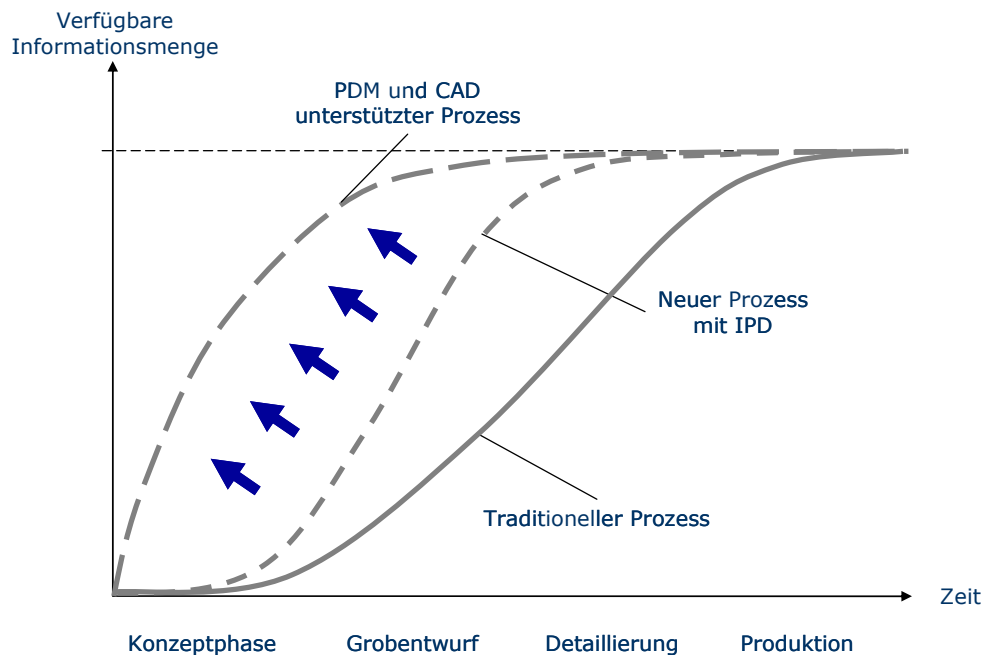 Verfügbare
Informationsmenge
PDM und CAD
unterstützter Prozess
Neuer Prozess
mit IPD
Traditioneller Prozess
Zeit
Konzeptphase Grobentwurf Detaillierung Produktion